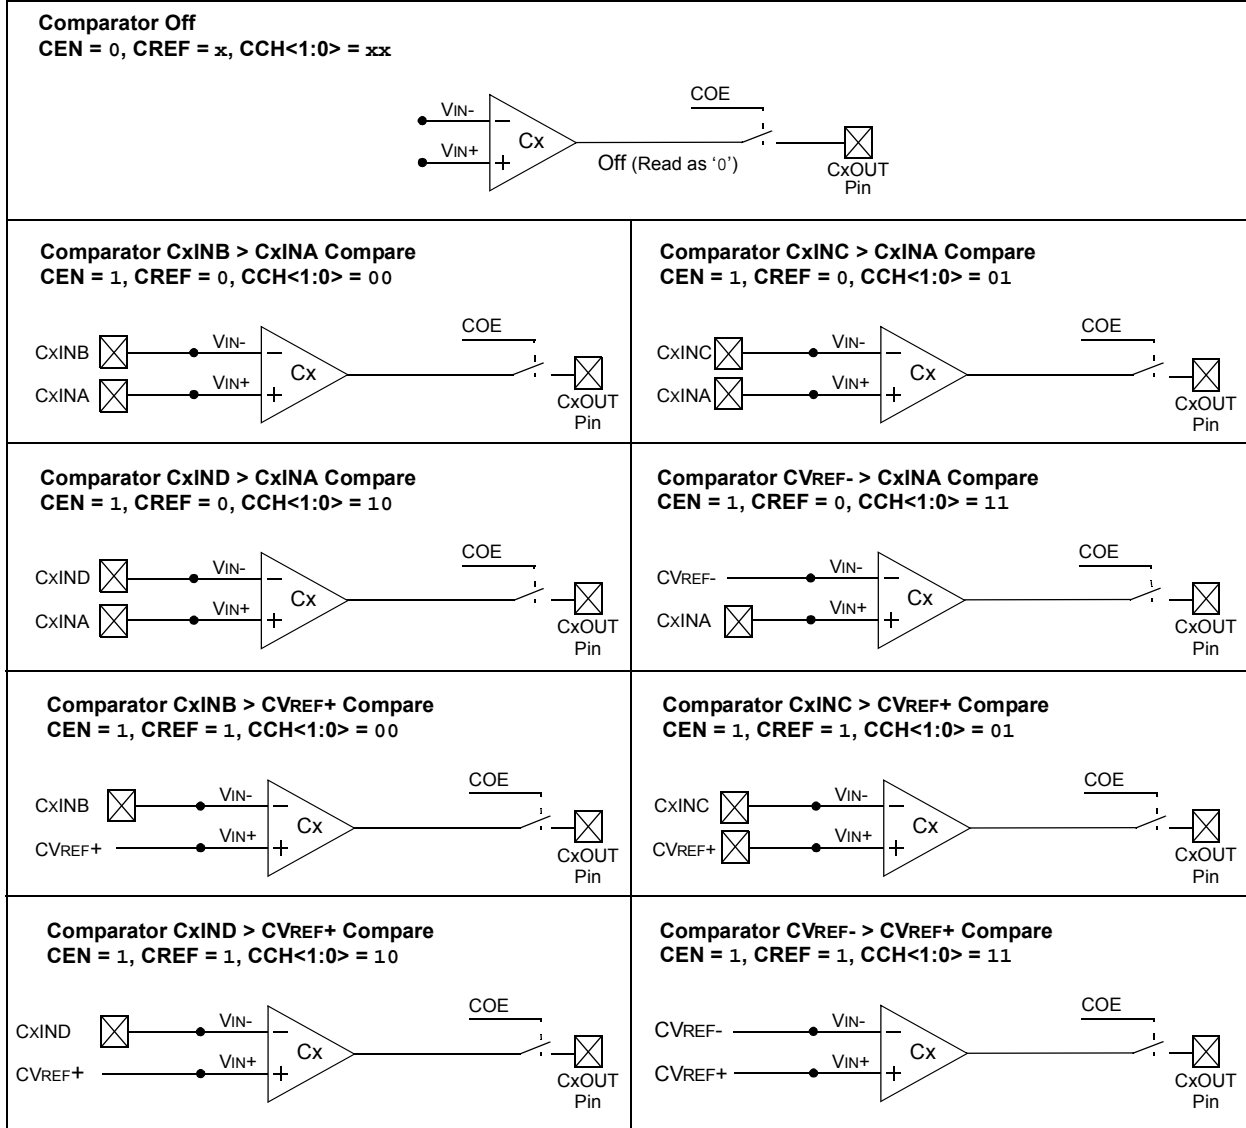 Comparator Off
CEN = 0, CREF = x, CCH<1:0> = xx
COE
VIN-
VIN+
Cx
Off (Read as ‘0’)
CxOUT
Pin
Comparator CxINB > CxINA Compare
CEN = 1, CREF = 0, CCH<1:0> = 00
COE
CxINB
VIN-
CxINA
VIN+
Cx
CxOUT
Pin
Comparator CxINC > CxINA Compare
CEN = 1, CREF = 0, CCH<1:0> = 01
COE
CxINC
VIN-
CxINA
VIN+
Cx
CxOUT
Pin
Comparator CxIND > CxINA Compare
CEN = 1, CREF = 0, CCH<1:0> = 10
COE
CxIND
VIN-
CxINA
VIN+
Cx
CxOUT
Pin
Comparator CVREF- > CxINA Compare
CEN = 1, CREF = 0, CCH<1:0> = 11
COE
CVREF-
VIN-
CxINA
VIN+
Cx
CxOUT
Pin
Comparator CxINB > CVREF+ Compare
CEN = 1, CREF = 1, CCH<1:0> = 00
COE
CxINB
VIN-
CVREF+
VIN+
Cx
CxOUT
Pin
Comparator CxINC > CVREF+ Compare
CEN = 1, CREF = 1, CCH<1:0> = 01
COE
CxINC
VIN-
CVREF+
VIN+
Cx
CxOUT
Pin
Comparator CxIND > CVREF+ Compare
CEN = 1, CREF = 1, CCH<1:0> = 10
COE
CxIND
VIN-
CVREF+
VIN+
Cx
CxOUT
Pin
Comparator CVREF- > CVREF+ Compare
CEN = 1, CREF = 1, CCH<1:0> = 11
COE
CVREF-
VIN-
CVREF+
VIN+
Cx
CxOUT
Pin